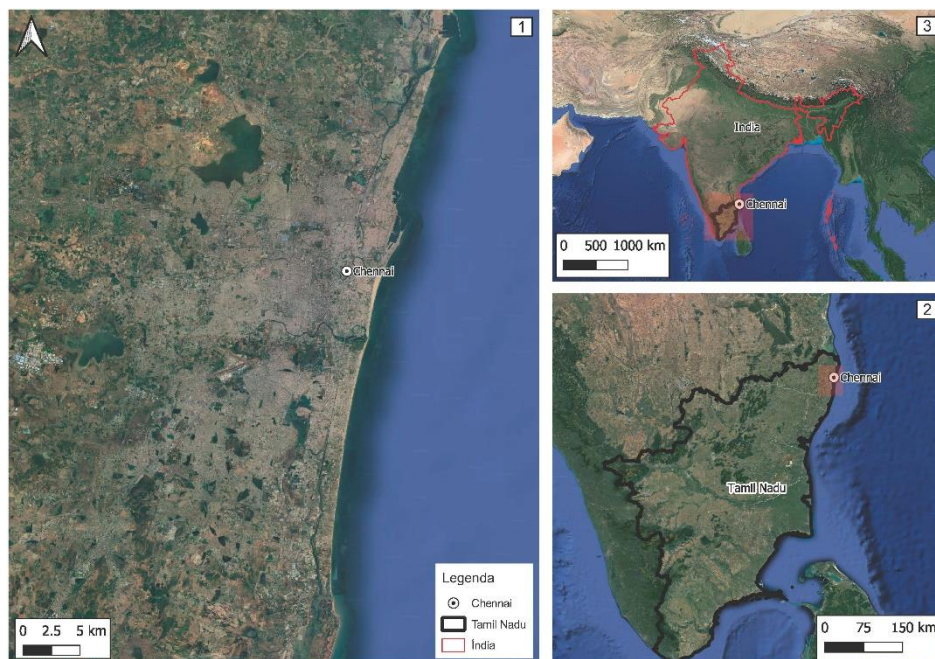 1
Chennai
Legenda
Chennai
Tamil Nadu
Índia
0 2.5 5 km
3
India
Chennai
0 500 1000 km
2
Chennai
Tamil Nadu
0 75 150 km